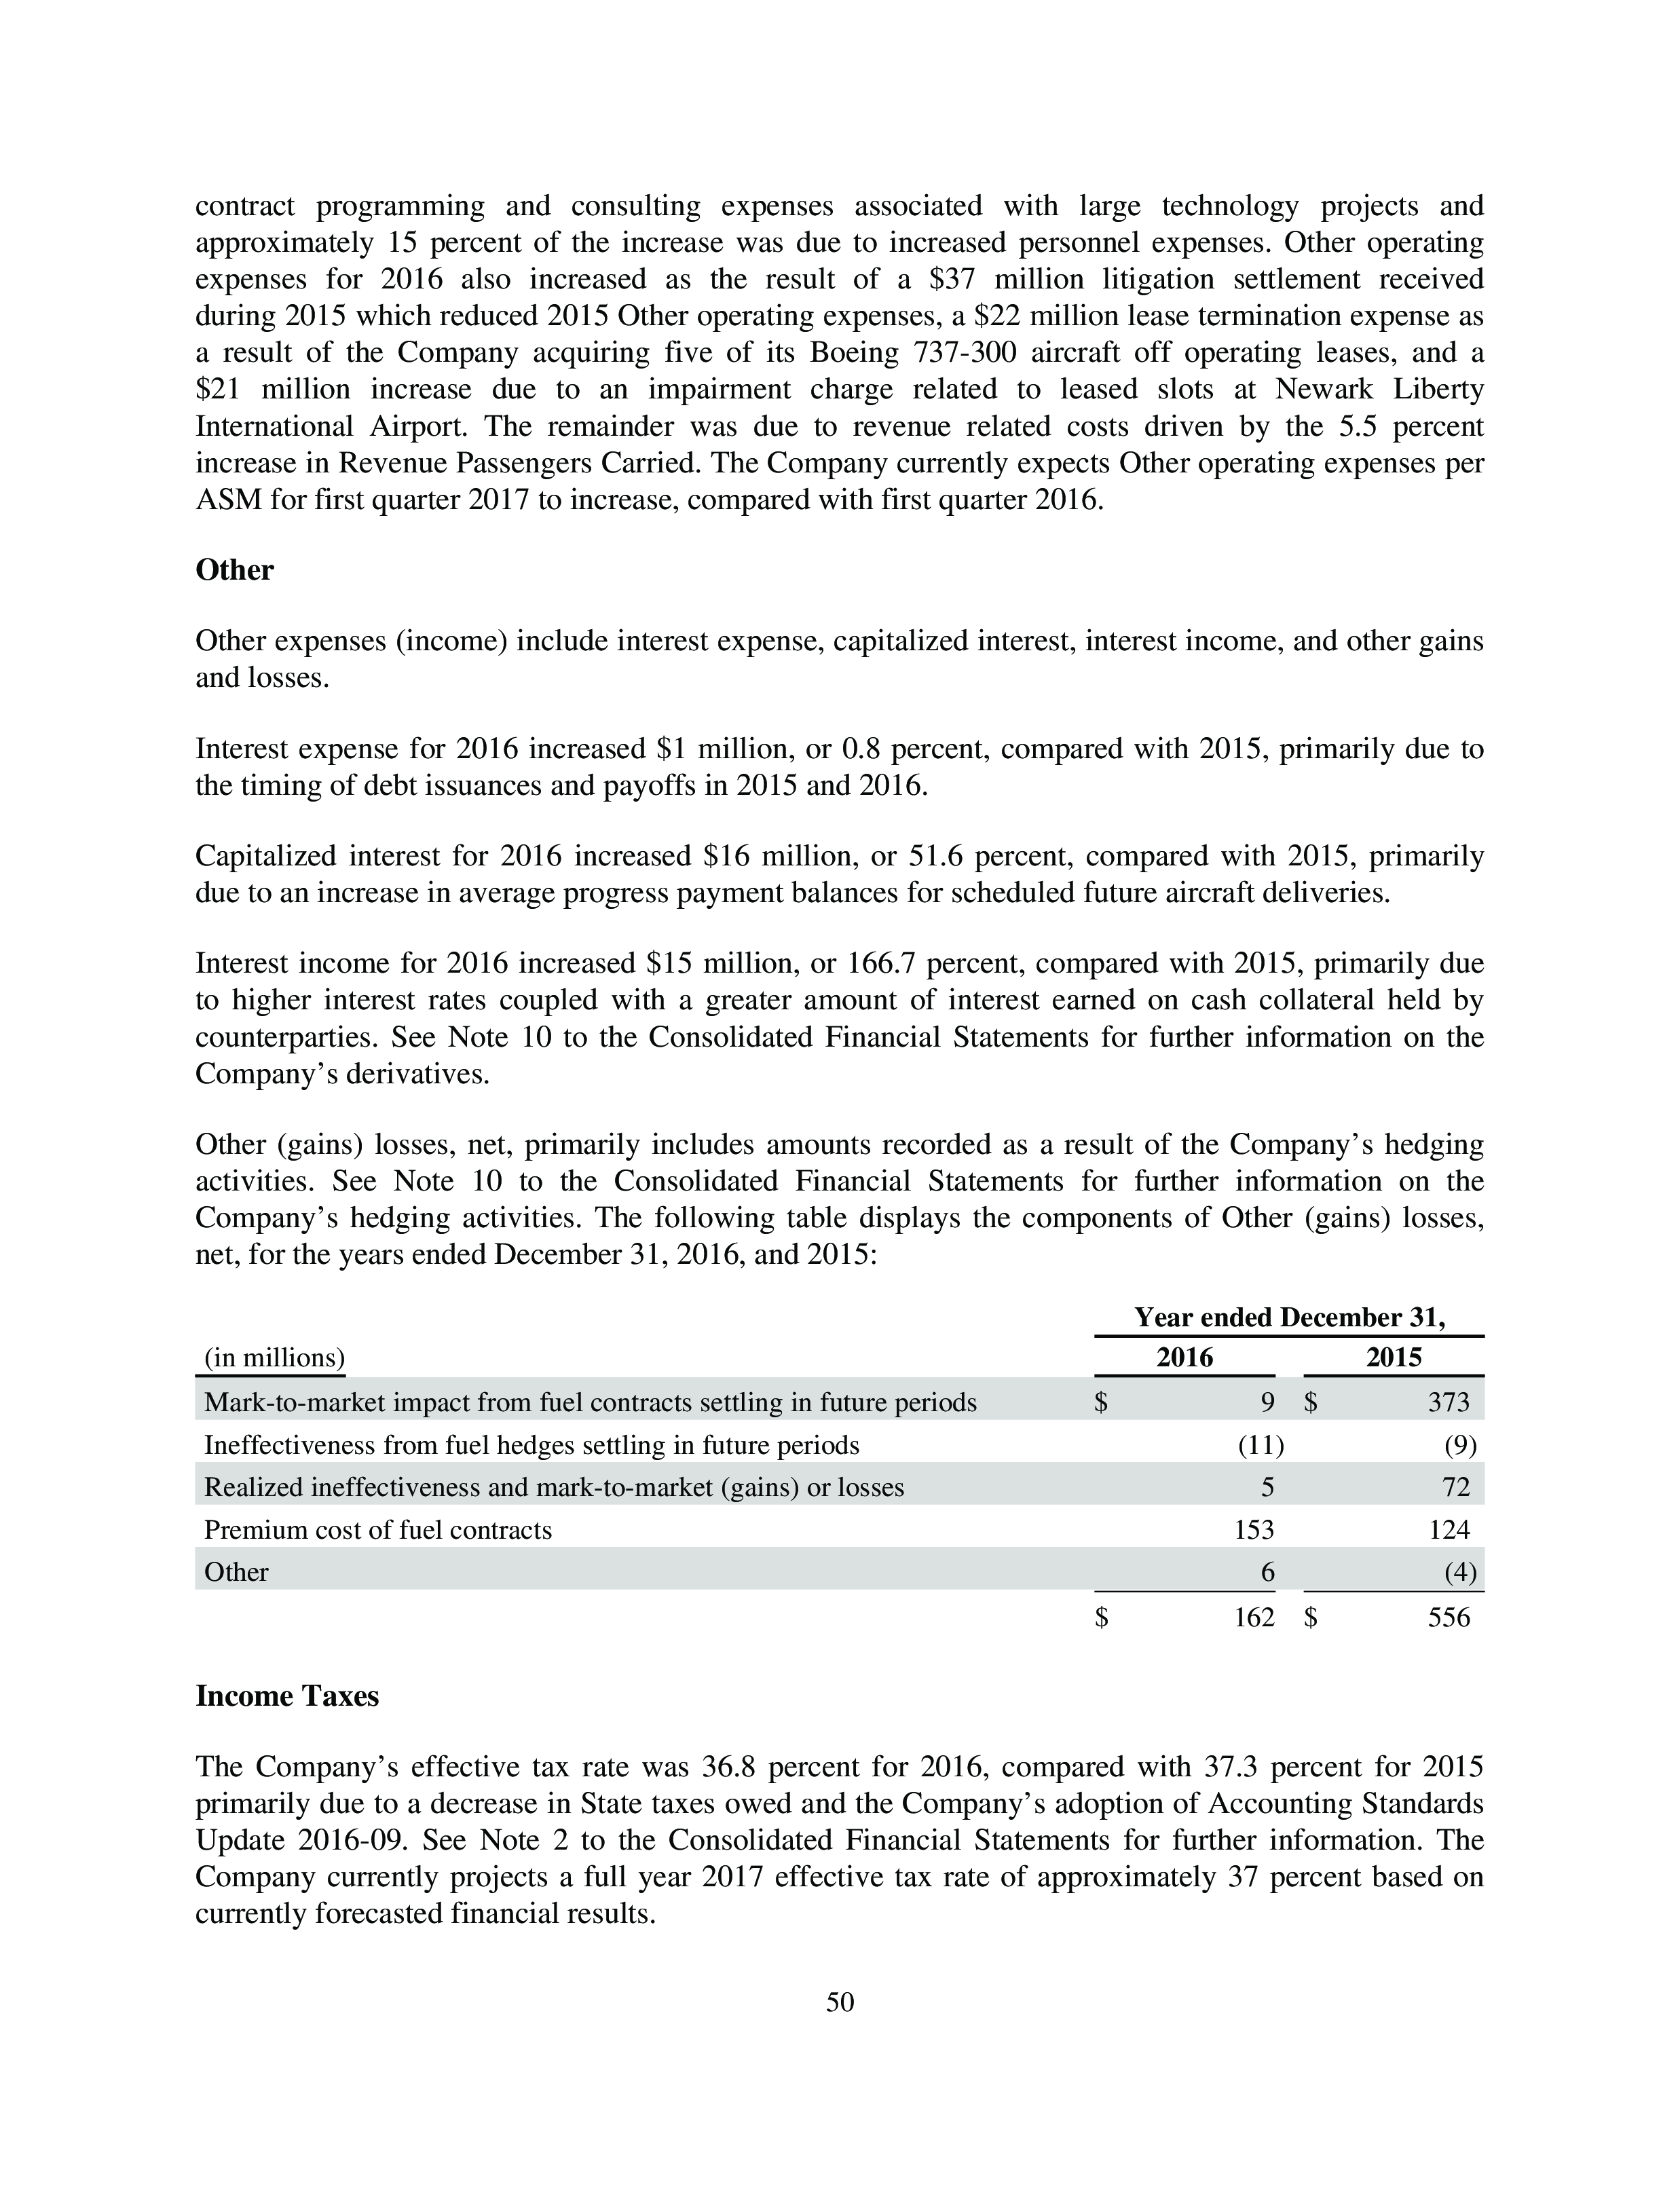 contract programming and consulting expenses associated with large technology projects and
approximately 15 percent of the increase was due to increased personnel expenses. Other operating
expenses for 2016 also increased as the result of a $37 million litigation settlement received
during 2015 which reduced 2015 Other operating expenses, a $22 million lease termination expense as
a result of the Company acquiring five of its Boeing 737-300 aircraft off operating leases, and a
$21 million increase due to an impairment charge related to leased slots at Newark Liberty
International Airport. The remainder was due to revenue related costs driven by the 5.5 percent
increase in Revenue Passengers Carried. The Company currently expects Other operating expenses per
ASM for first quarter 2017 to increase, compared with first quarter 2016.
Other
Other expenses (income) include interest expense, capitalized interest, interest income, and other gains
and losses.
Interest expense for 2016 increased $1 million, or 0.8 percent, compared with 2015, primarily due to
the timing of debt issuances and payoffs in 2015 and 2016.
Capitalized interest for 2016 increased $16 million, or 51.6 percent, compared with 2015, primarily
due to an increase in average progress payment balances for scheduled future aircraft deliveries.
Interest income for 2016 increased $15 million, or 166.7 percent, compared with 2015, primarily due
to higher interest rates coupled with a greater amount of interest earned on cash collateral held by
counterparties. See Note 10 to the Consolidated Financial Statements for further information on the
Company's derivatives.
Other (gains) losses, net, primarily includes amounts recorded as a result of the Company's hedging
activities. See Note 10 to the Consolidated Financial Statements for further information on the
Company's hedging activities. The following table displays the components of Other (gains) losses,
net, for the years ended December 31, 2016, and 2015:
Year ended December 31,
(in millions) 2016 2015
Mark-to-market impact from fuel contracts settling in future periods $ 9 $ 373
Ineffectiveness from fuel hedges settling in future periods (11) (9)
Realized ineffectiveness and mark-to-market (gains) or losses 5 72
Premium cost of fuel contracts 153 124
Other 6 (4)
$ 162 $ 556
Income Taxes
The Company's effective tax rate was 36.8 percent for 2016, compared with 37.3 percent for 2015
primarily due to a decrease in State taxes owed and the Company's adoption of Accounting Standards
Update 2016-09. See Note 2 to the Consolidated Financial Statements for further information. The
Company currently projects a full year 2017 effective tax rate of approximately 37 percent based on
currently forecasted financial results.
50